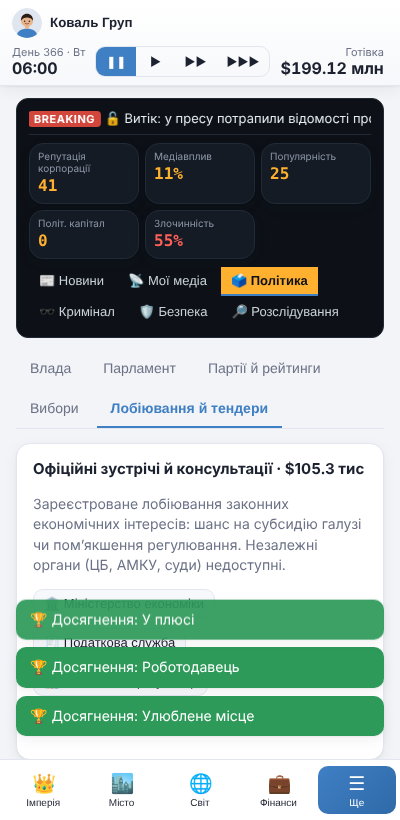 Коваль Груп
День 366 · Вт
06:00
Готівка
$199.12 млн
BREAKING 🔓 Витік: у пресу потрапили відомості про
Репутація корпорації
41
Медіавплив
11%
Популярність
25
Політ. капітал
0
Злочинність
55%
📰 Новини 📡 Мої медіа 🗳️ Політика
🕶️ Кримінал 🛡️ Безпека 🔎 Розслідування
Влада Парламент Партії й рейтинги
Вибори Лобіювання й тендери
Офіційні зустрічі й консультації · $105.3 тис
Зареєстроване лобіювання законних
економічних інтересів: шанс на субсидію галузі
чи пом’якшення регулювання. Незалежні
органи (ЦБ, АМКУ, суди) недоступні.
Міністерство економіки
🏆 Досягнення: У плюсі
Податкова служба
🏆 Досягнення: Роботодавець
🏆 Досягнення: Улюблене місце
Імперія Місто Світ Фінанси Ще